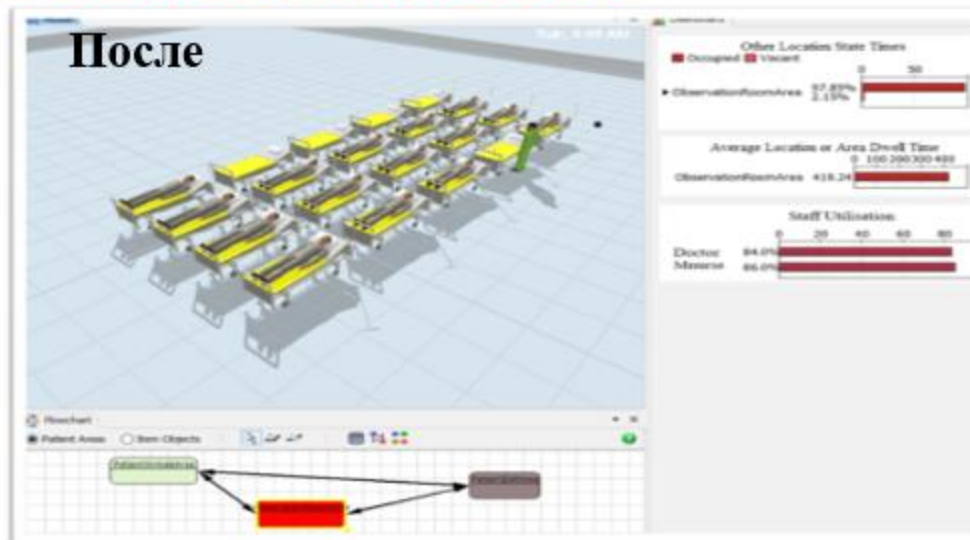 После
Other Location State Times
Occupied Vacant
0 50
ObservationRoomArea 97.85%
2.15%
Average Location or Area Dwell Time
0 100 200 300 400
ObservationRoomArea 418.24
Staff Utilisation
0 20 40 60 80
Doctor 84.0%
86.0%
Flowchart
Patient Areas Item Objects